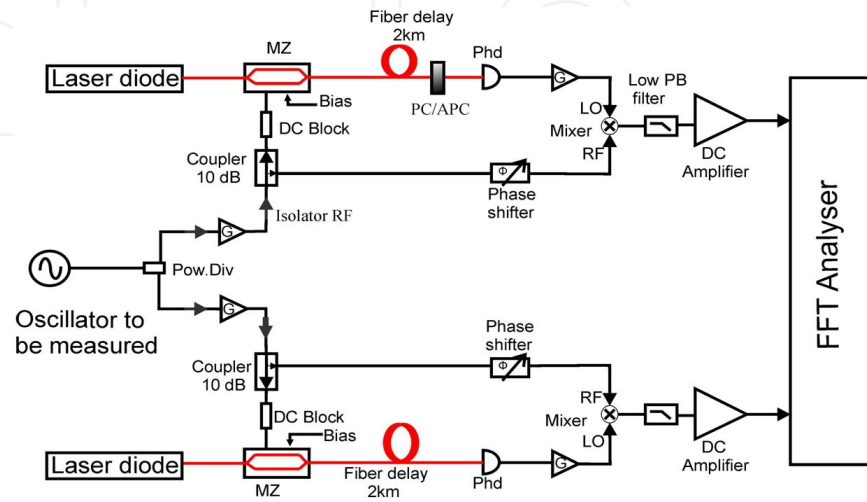 Fiber delay
2km
MZ
Phd
Laser diode
G
Low PB
filter
Bias
PC/APC
LO
DC Block
Mixer
RF
Coupler
10 dB
DC
Amplifier
Φ
Phase
shifter
Isolator RF
G
Pow.Div
FFT Analyser
Oscillator to
be measured
G
Phase
shifter
Coupler
10 dB
Φ
RF
DC Block
Mixer
Bias
LO
DC
Amplifier
Laser diode
G
MZ
Fiber delay
2km
Phd